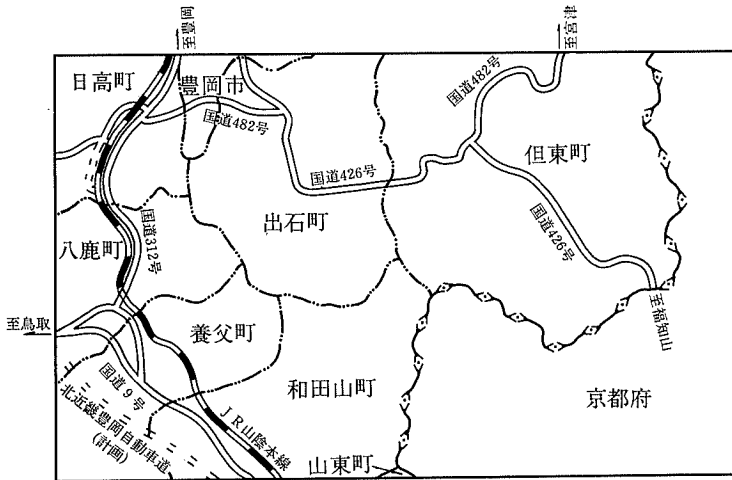 至豊岡
至宮津
日高町
豊岡市
国道482号
国道482号
但東町
国道426号
出石町
国道426号
八鹿町
国道312号
至鳥取
養父町
至福知山
国道9号
和田山町
京都府
北近畿豊岡自動車道
(計画)
JR山陰本線
山東町